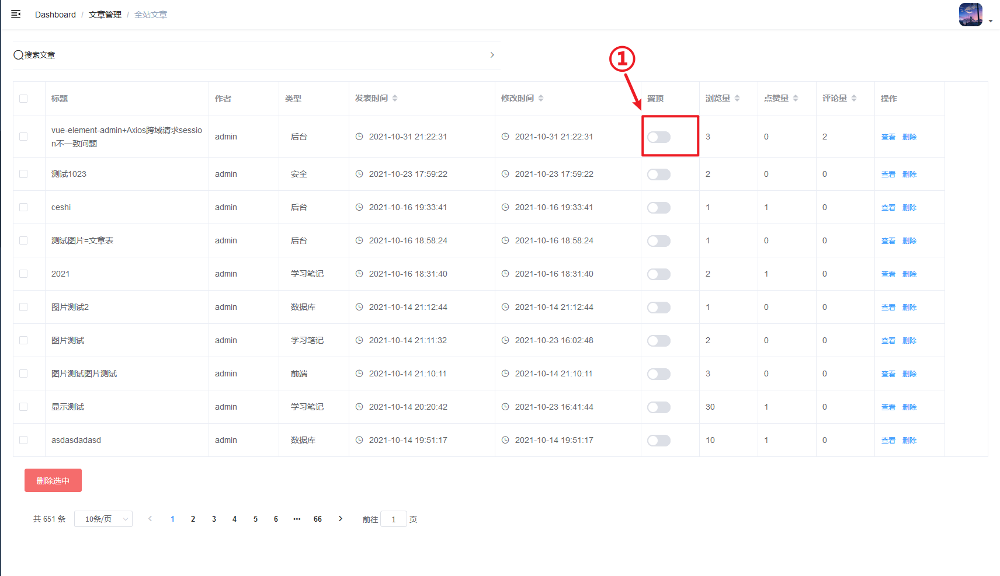 Dashboard / 文章管理 / 全站文章
搜索文章
①
标题 作者 类型 发表时间 修改时间 置顶 浏览量 点赞量 评论量 操作
vue-element-admin+Axios跨域请求sessio
n不一致问题 admin 后台 2021-10-31 21:22:31 2021-10-31 21:22:31 3 0 2 查看 删除
测试1023 admin 安全 2021-10-23 17:59:22 2021-10-23 17:59:22 2 0 0 查看 删除
ceshi admin 后台 2021-10-16 19:33:41 2021-10-16 19:33:41 1 1 0 查看 删除
测试图片=文章表 admin 后台 2021-10-16 18:58:24 2021-10-16 18:58:24 1 0 0 查看 删除
2021 admin 学习笔记 2021-10-16 18:31:40 2021-10-16 18:31:40 2 1 0 查看 删除
图片测试2 admin 数据库 2021-10-14 21:12:44 2021-10-14 21:12:44 1 0 0 查看 删除
图片测试 admin 学习笔记 2021-10-14 21:11:32 2021-10-23 16:02:48 2 0 0 查看 删除
图片测试图片测试 admin 前端 2021-10-14 21:10:11 2021-10-14 21:10:11 3 0 0 查看 删除
显示测试 admin 学习笔记 2021-10-14 20:20:42 2021-10-23 16:41:44 30 1 0 查看 删除
asdasdadasd admin 数据库 2021-10-14 19:51:17 2021-10-14 19:51:17 10 1 0 查看 删除
删除选中
共 651 条 10条/页 1 2 3 4 5 6 ••• 66 前往 1 页